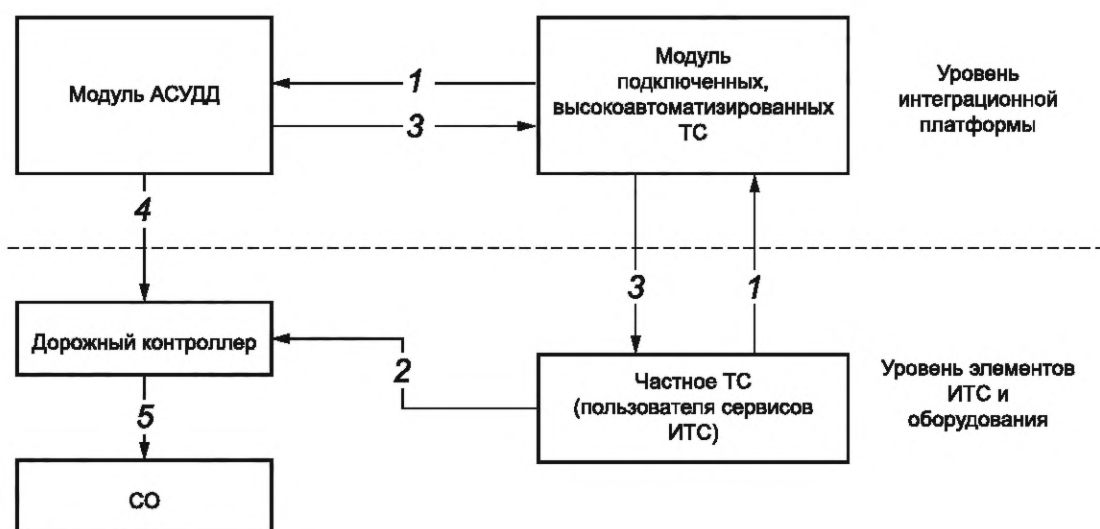 Модуль АСУДД
1
3
Модуль
подключенных,
высокоавтоматизированных
ТС
Уровень
интеграционной
платформы
4
3
1
Дорожный контроллер
2
Частное ТС
(пользователя сервисов
ИТС)
Уровень элементов
ИТС и
оборудования
5
СО